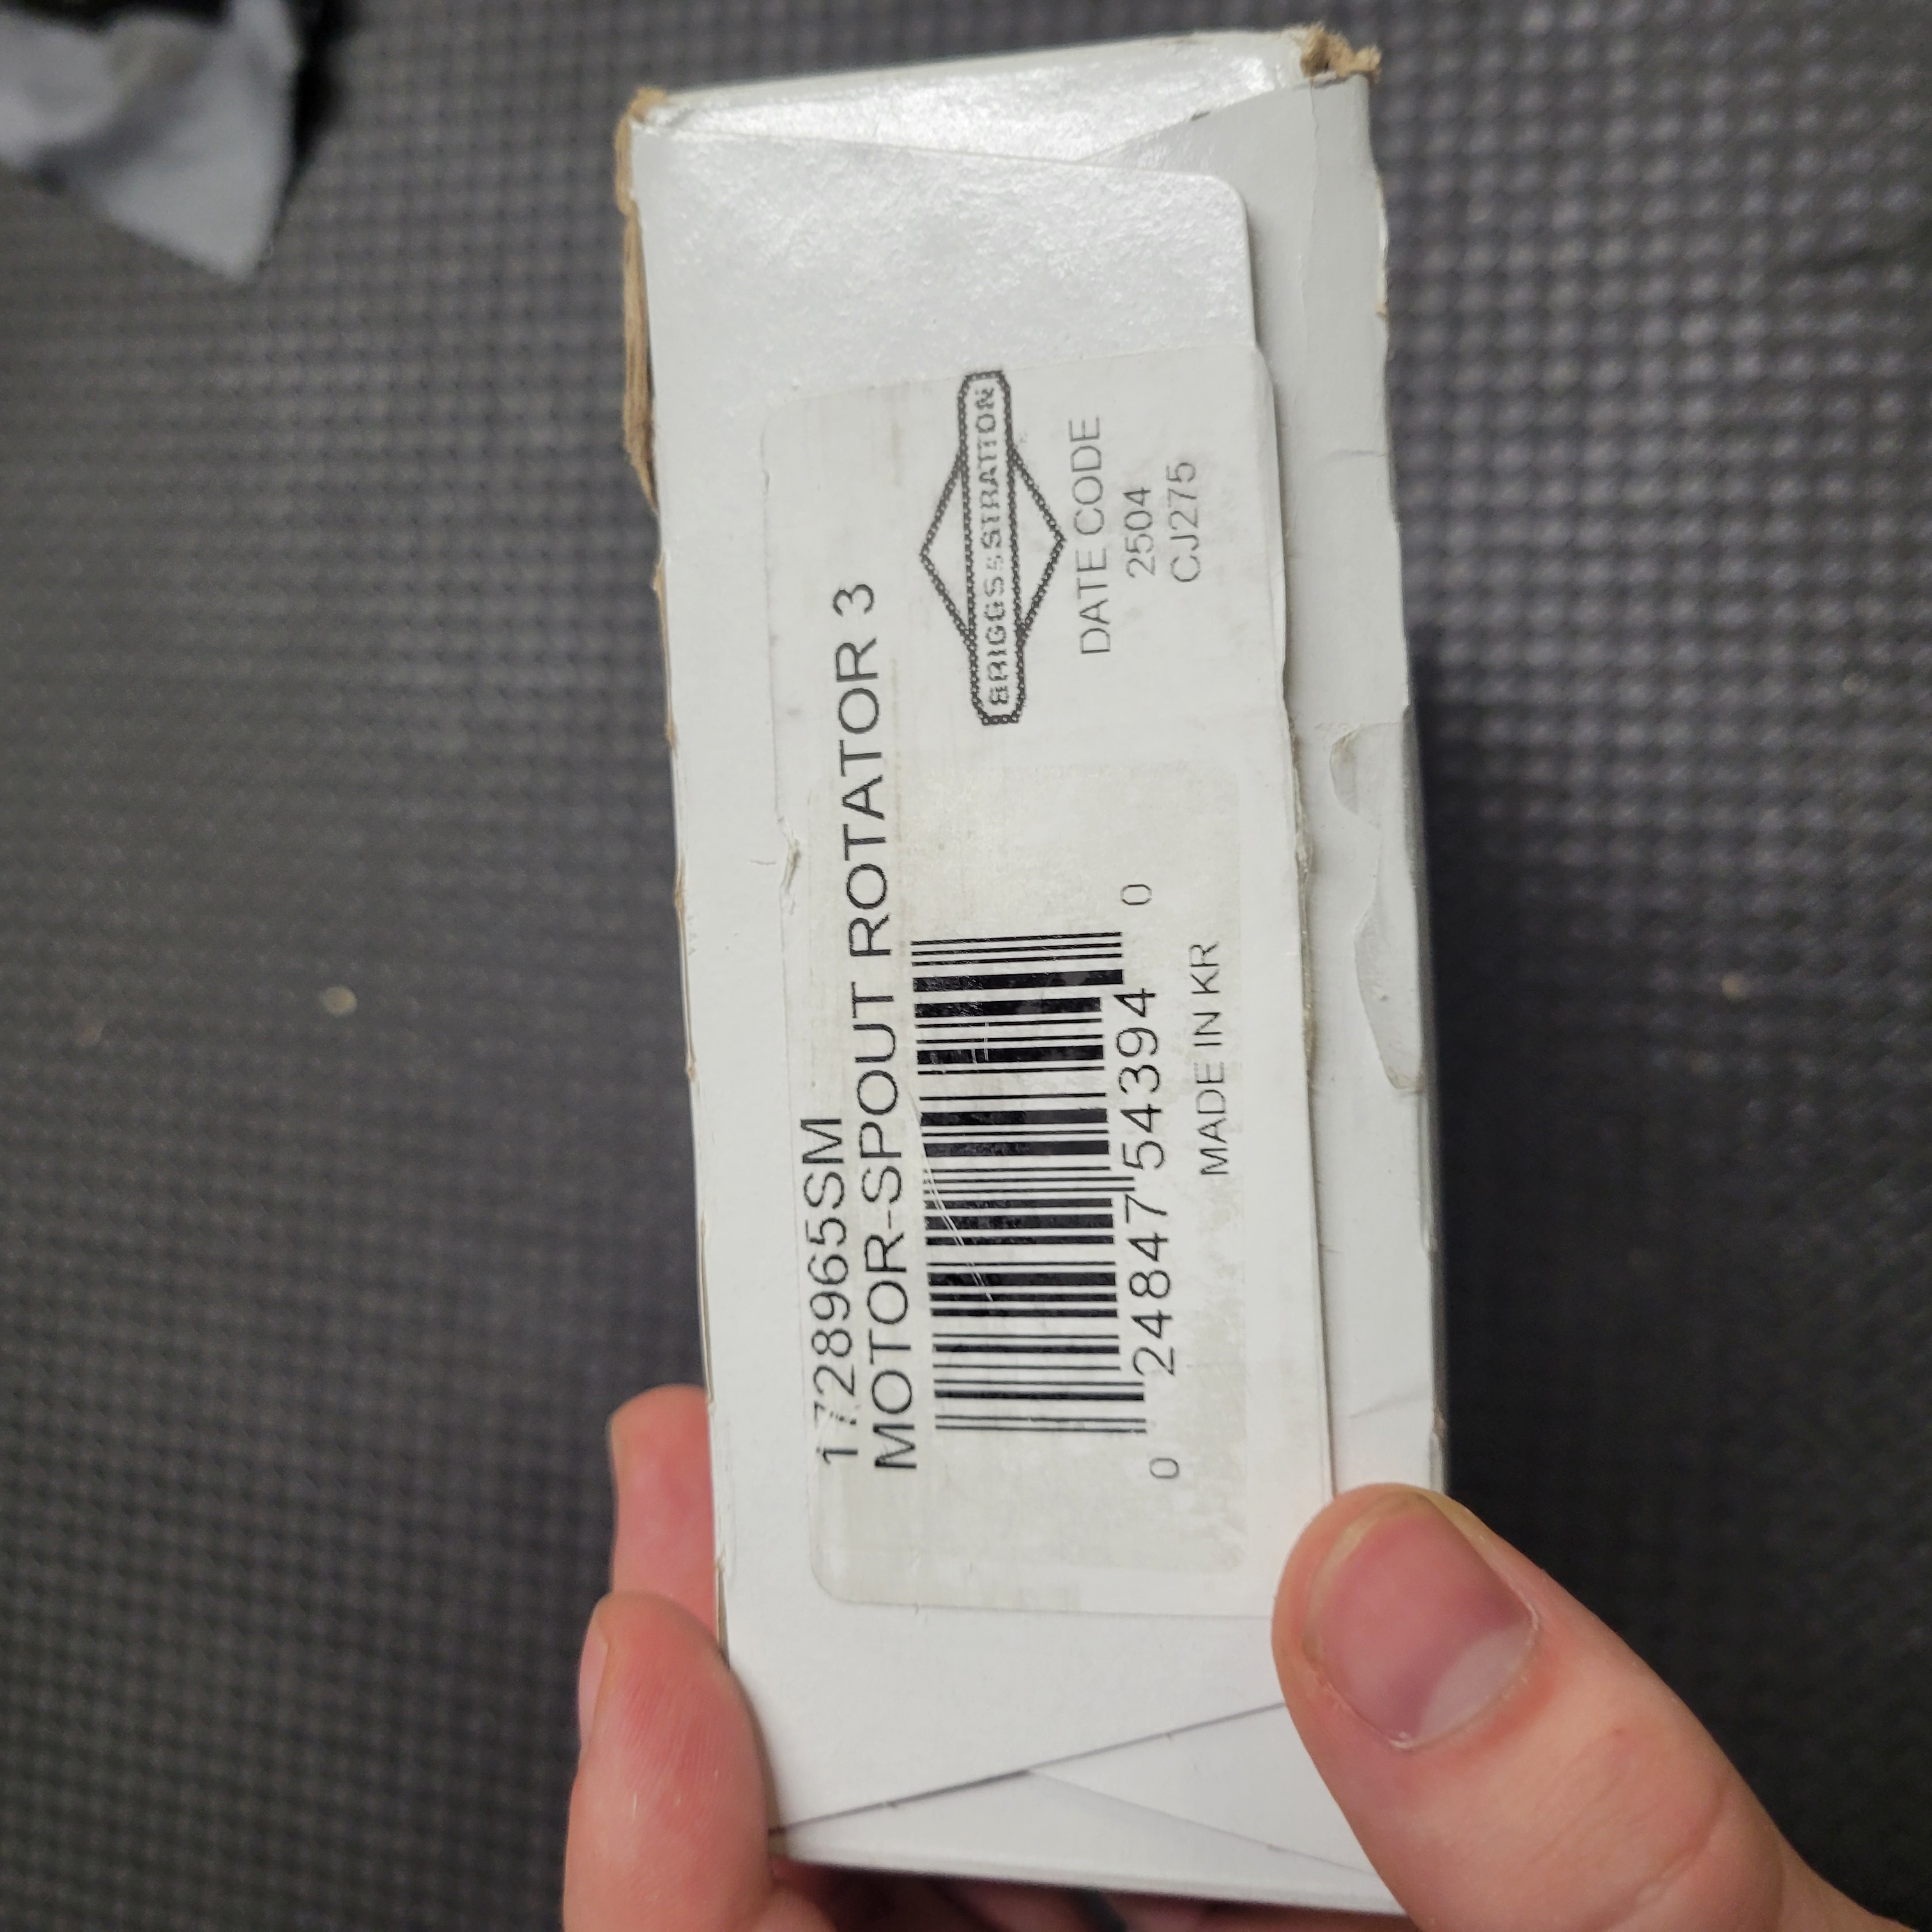 1728965SM
MOTOR-SPOUT ROTATOR 3
0 24847 54394 0
MADE IN KR
BRIGGS & STRATTON
DATE CODE
2504
CJ275